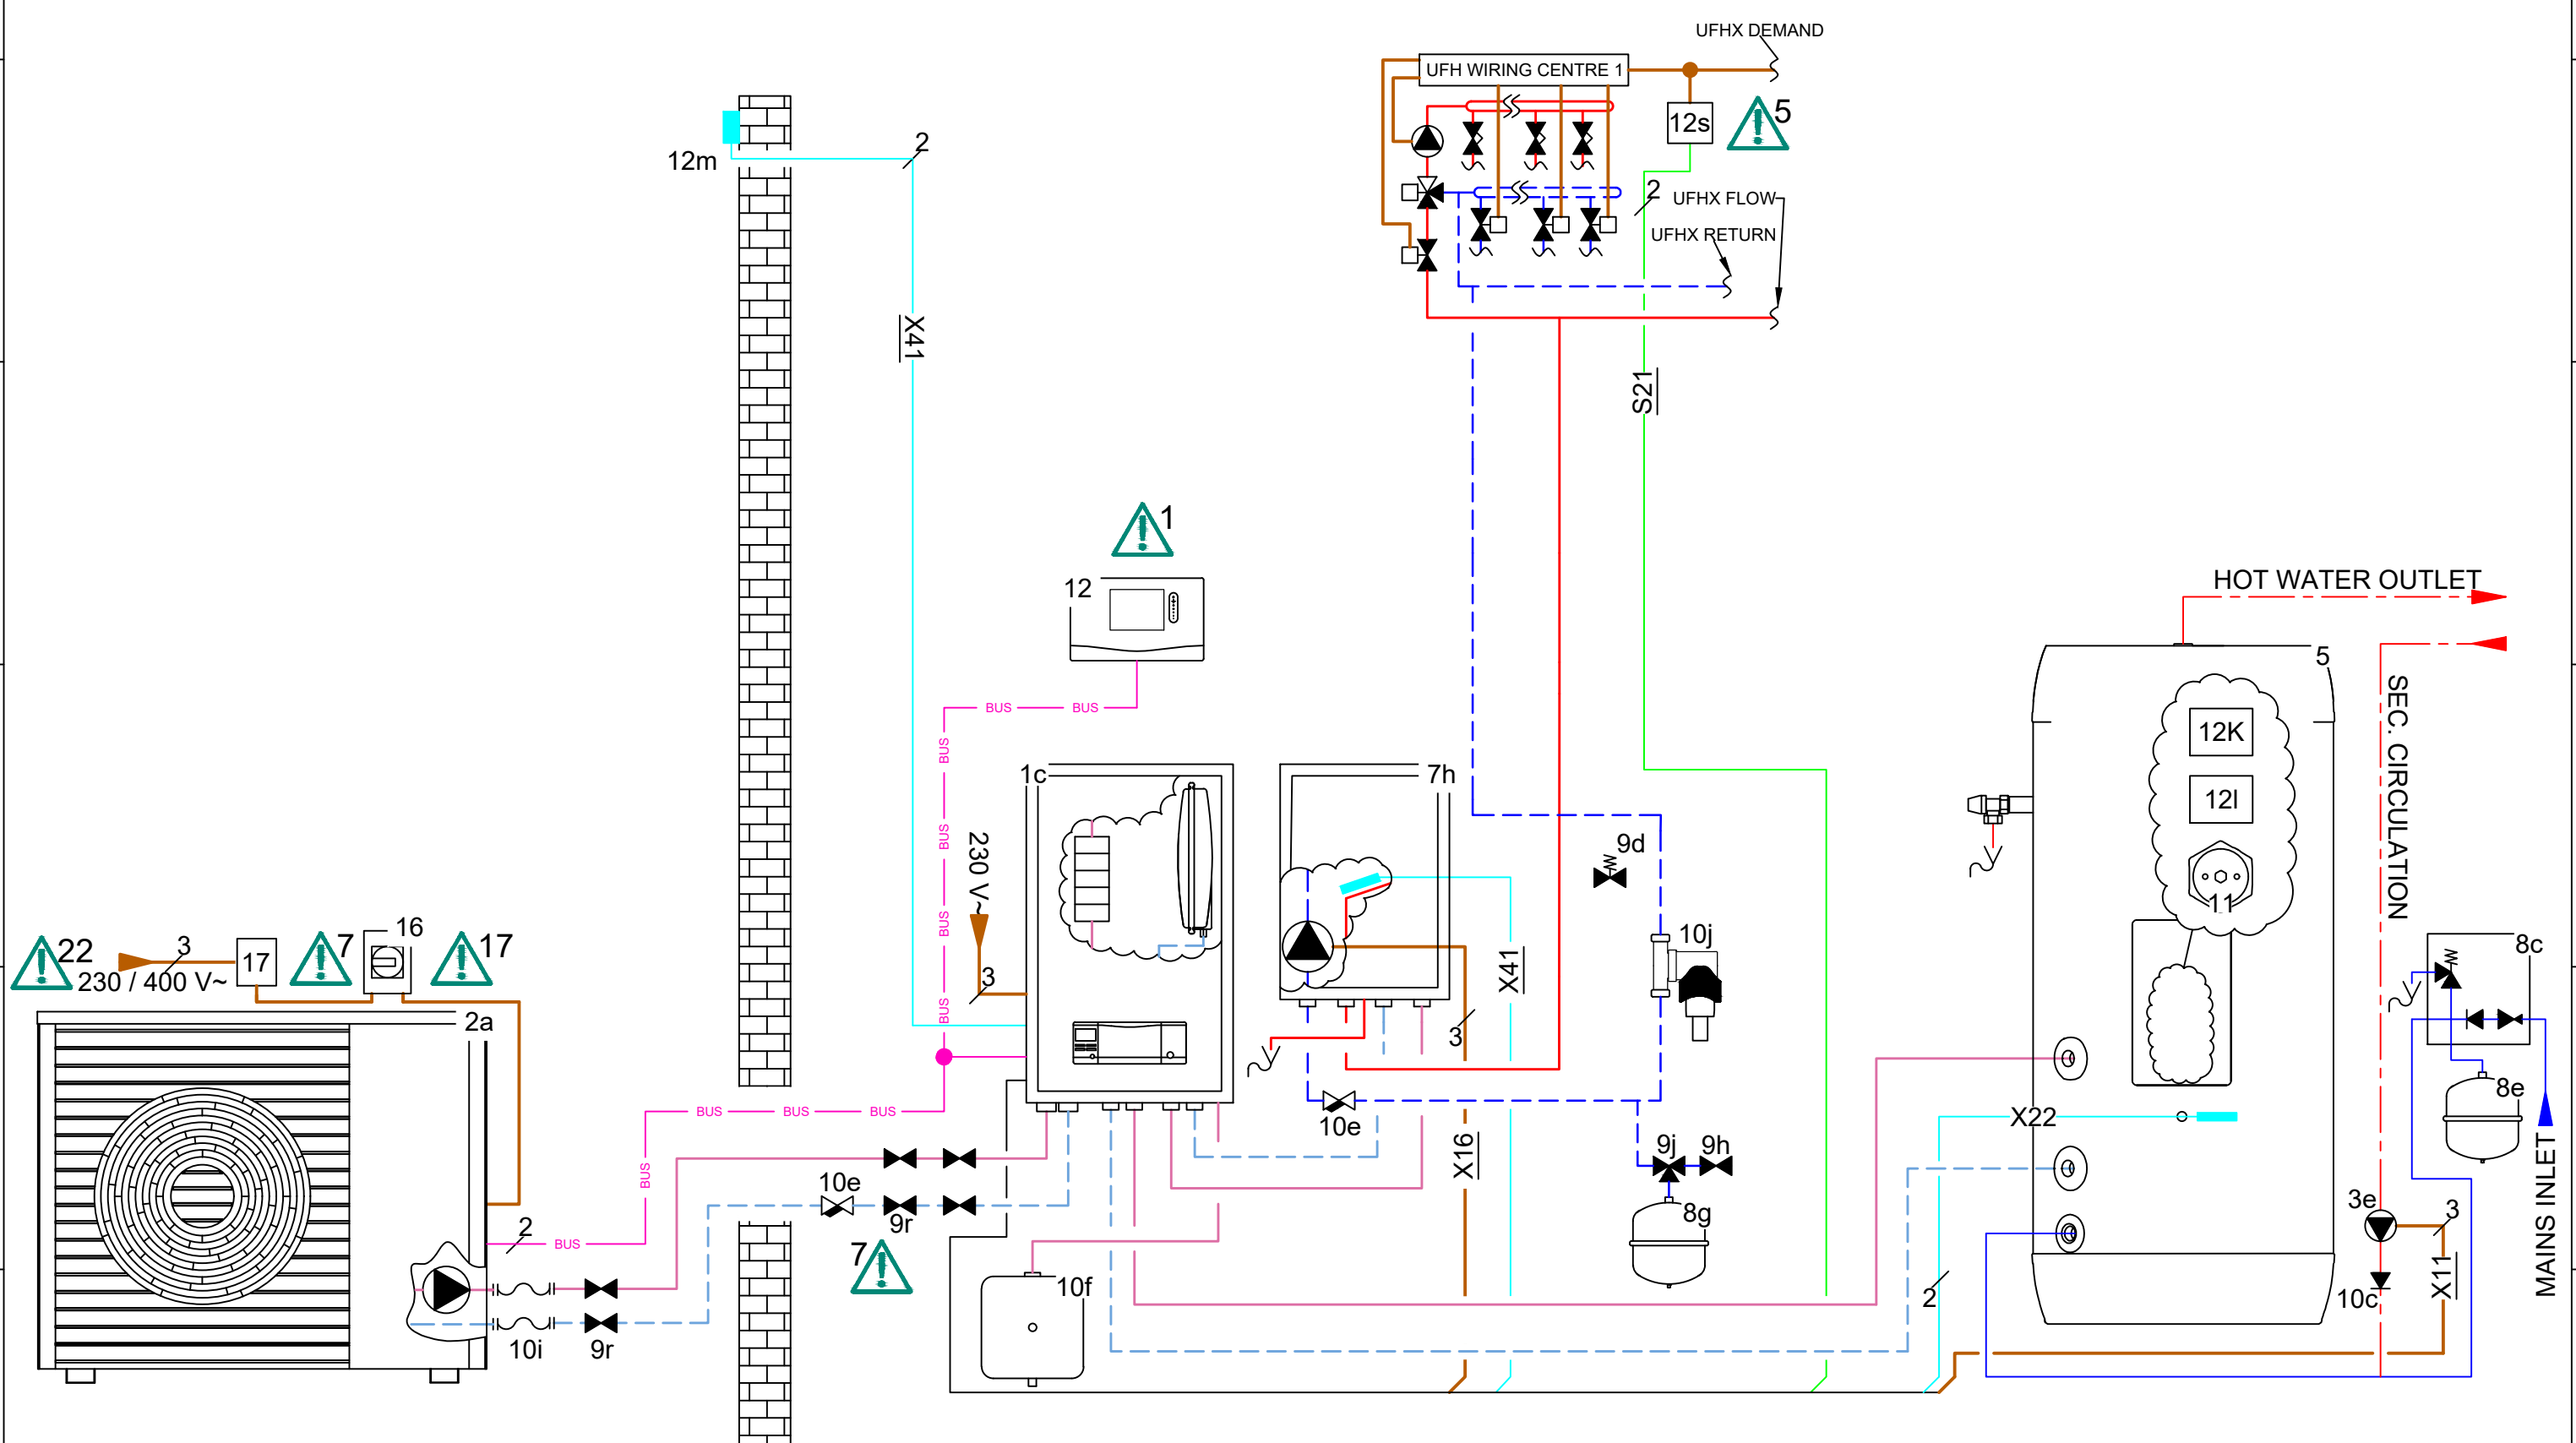 UFHX DEMAND
UFH WIRING CENTRE 1
12s
5
2
12m
2
UFHX FLOW
UFHX RETURN
X41
S21
1
12
HOT WATER OUTLET
BUS
BUS
5
SEC. CIRCULATION
BUS
12K
1c
7h
12l
BUS
230 V~
9d
11
BUS
16
10j
22
3
17
7
17
8c
230 / 400 V~
X41
3
BUS
2a
3
X22
8e
BUS
BUS
BUS
10e
9j
9h
X16
MAINS INLET
BUS
10e
9r
8g
3e
3
2
BUS
7
10f
2
X11
10c
10i
9r